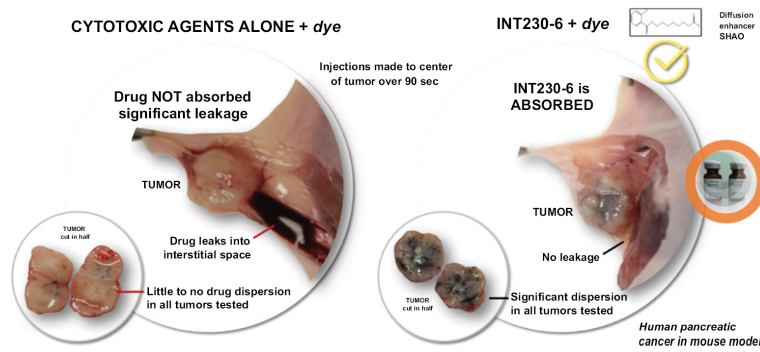 CYTOTOXIC AGENTS ALONE + dye
Injections made to center
of tumor over 90 sec
Drug NOT absorbed
significant leakage
TUMOR
Drug leaks into
interstitial space
TUMOR
cut in half
Little to no drug dispersion
in all tumors tested
INT230-6 + dye
Diffusion
enhancer
SHAO
INT230-6 is
ABSORBED
TUMOR
No leakage
TUMOR
cut in half
Significant dispersion
in all tumors tested
Human pancreatic
cancer in mouse model